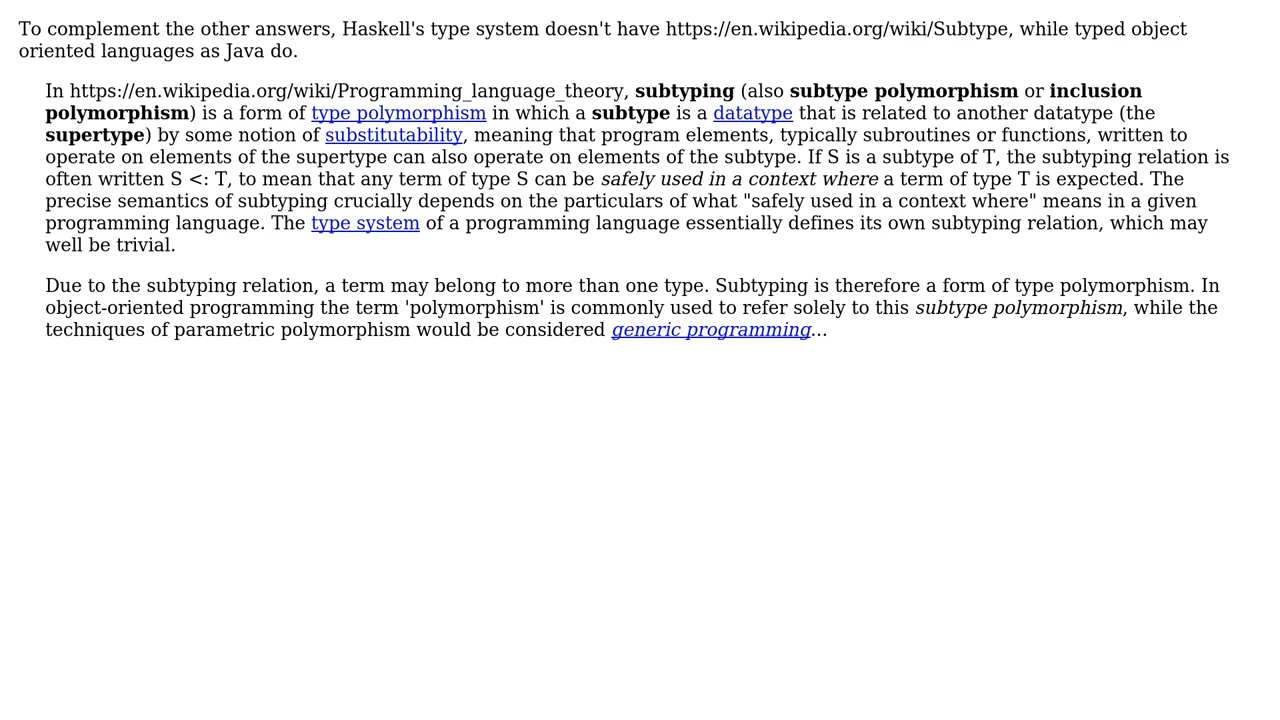 To complement the other answers, Haskell's type system doesn't have https://en.wikipedia.org/wiki/Subtype, while typed object
oriented languages as Java do.
In https://en.wikipedia.org/wiki/Programming_language_theory, subtyping (also subtype polymorphism or inclusion
polymorphism) is a form of type polymorphism in which a subtype is a datatype that is related to another datatype (the
supertype) by some notion of substitutability, meaning that program elements, typically subroutines or functions, written to
operate on elements of the supertype can also operate on elements of the subtype. If S is a subtype of T, the subtyping relation is
often written S <: T, to mean that any term of type S can be safely used in a context where a term of type T is expected. The
precise semantics of subtyping crucially depends on the particulars of what "safely used in a context where" means in a given
programming language. The type system of a programming language essentially defines its own subtyping relation, which may
well be trivial.
Due to the subtyping relation, a term may belong to more than one type. Subtyping is therefore a form of type polymorphism. In
object-oriented programming the term 'polymorphism' is commonly used to refer solely to this subtype polymorphism, while the
techniques of parametric polymorphism would be considered generic programming...